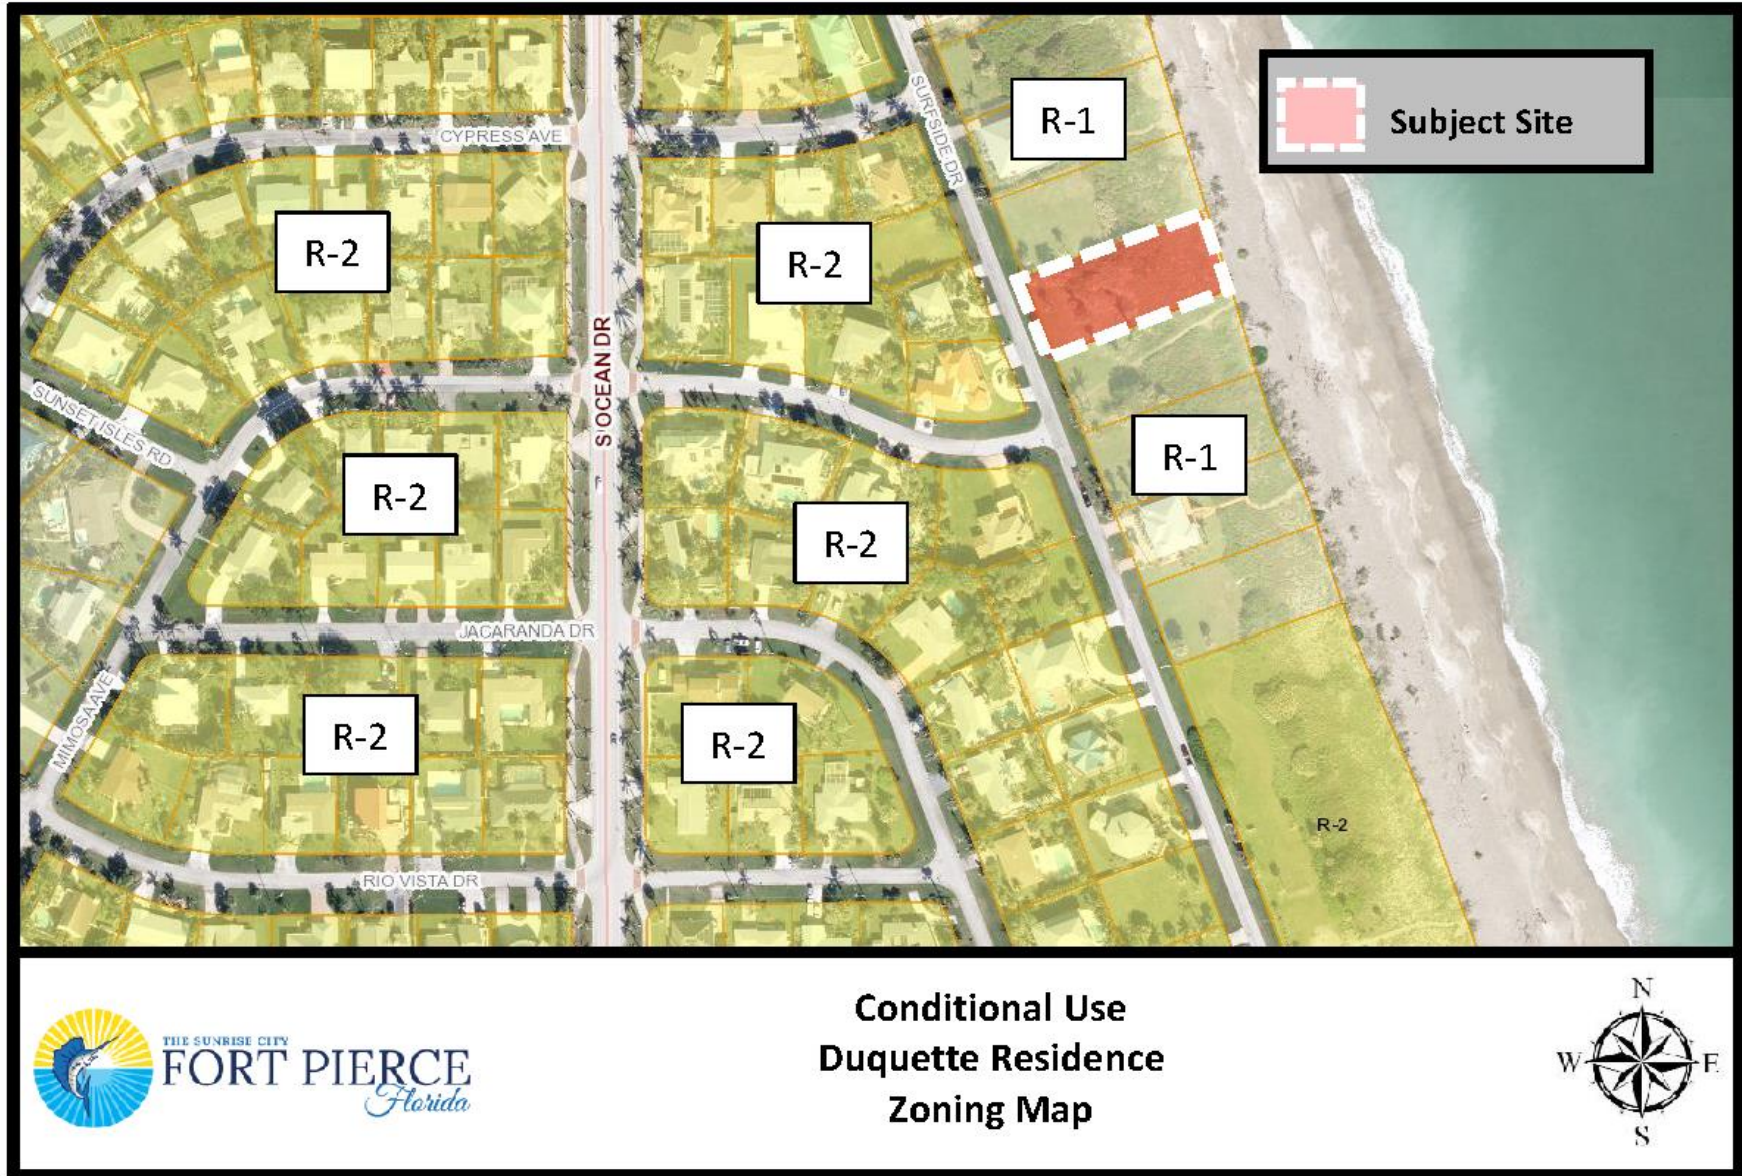 R-1
Subject Site
CYPRESS AVE
SURFSIDE DR
R-2
R-2
S OCEAN DR
SUNSET ISLES RD
R-1
R-2
R-2
JACARANDA DR
MIMOSA AVE
R-2
R-2
R-2
RIO VISTA DR
THE SUNRISE CITY
FORT PIERCE
Florida
Conditional Use
Duquette Residence
Zoning Map
N
W
E
S